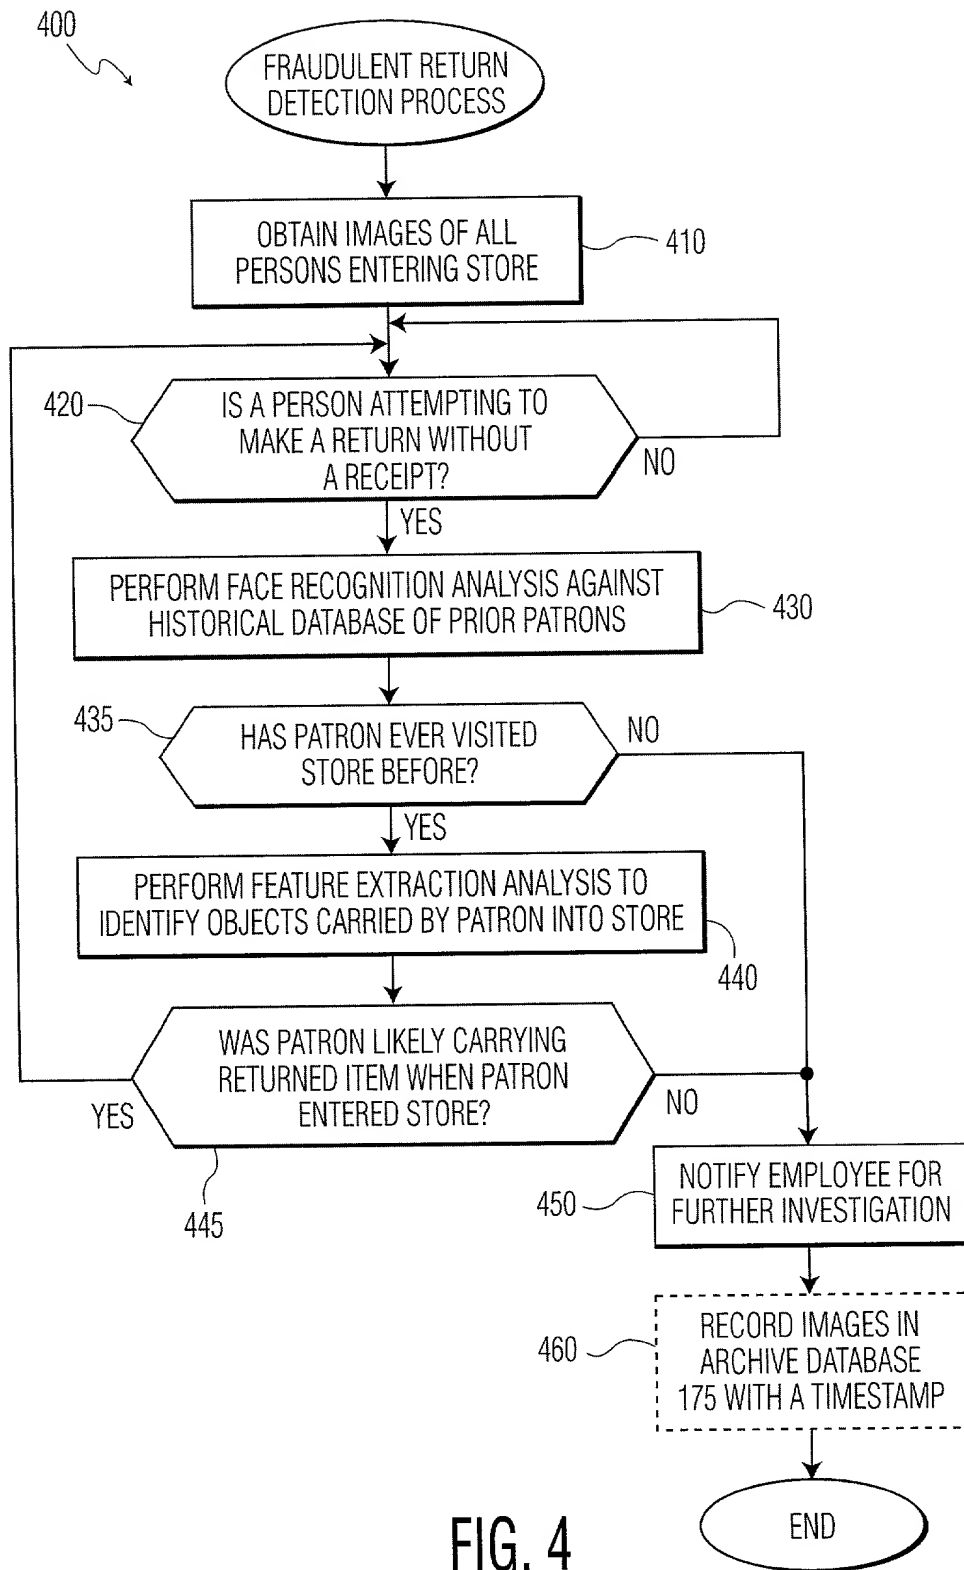 400
FRAUDULENT RETURN
DETECTION PROCESS
OBTAIN IMAGES OF ALL
PERSONS ENTERING STORE
410
420
IS A PERSON ATTEMPTING TO
MAKE A RETURN WITHOUT
A RECEIPT?
NO
YES
PERFORM FACE RECOGNITION ANALYSIS AGAINST
HISTORICAL DATABASE OF PRIOR PATRONS
430
435
HAS PATRON EVER VISITED
STORE BEFORE?
NO
YES
PERFORM FEATURE EXTRACTION ANALYSIS TO
IDENTIFY OBJECTS CARRIED BY PATRON INTO STORE
440
WAS PATRON LIKELY CARRYING
RETURNED ITEM WHEN PATRON
ENTERED STORE?
YES
NO
445
450
NOTIFY EMPLOYEE FOR
FURTHER INVESTIGATION
460
RECORD IMAGES IN
ARCHIVE DATABASE
175 WITH A TIMESTAMP
END
FIG. 4